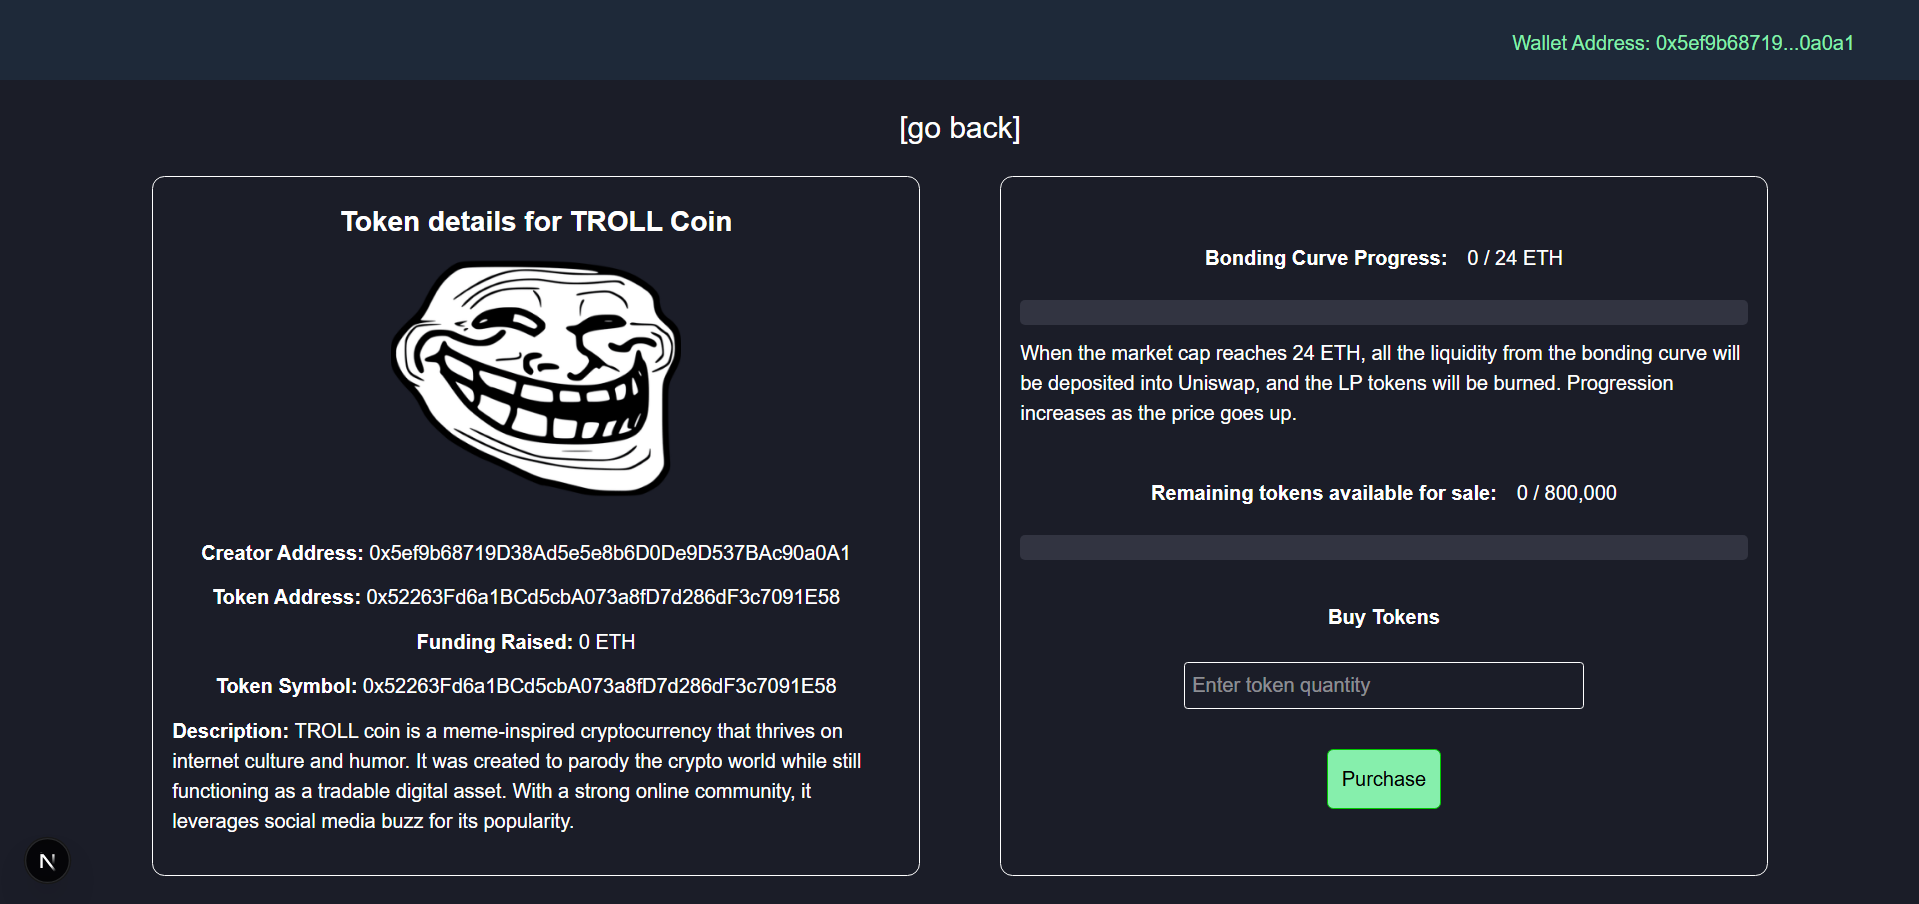 Wallet Address: 0x5ef9b68719...0a0a1
[go back]
Token details for TROLL Coin
Creator Address: 0x5ef9b68719D38Ad5e5e8b6D0De9D537BAc90a0A1
Token Address: 0x52263Fd6a1BCd5cbA073a8fD7d286dF3c7091E58
Funding Raised: 0 ETH
Token Symbol: 0x52263Fd6a1BCd5cbA073a8fD7d286dF3c7091E58
Description: TROLL coin is a meme-inspired cryptocurrency that thrives on
internet culture and humor. It was created to parody the crypto world while still
functioning as a tradable digital asset. With a strong online community, it
leverages social media buzz for its popularity.
Bonding Curve Progress: 0 / 24 ETH
When the market cap reaches 24 ETH, all the liquidity from the bonding curve will
be deposited into Uniswap, and the LP tokens will be burned. Progression
increases as the price goes up.
Remaining tokens available for sale: 0 / 800,000
Buy Tokens
Enter token quantity
Purchase
N